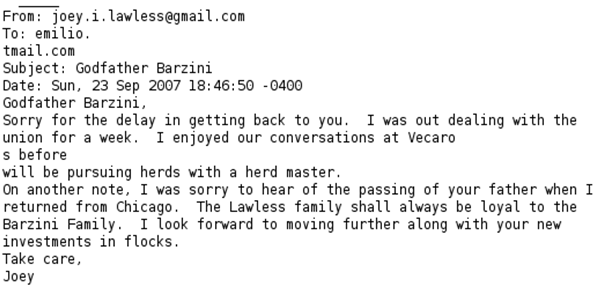 From: joey.i.lawless@gmail.com
To: emilio.
tmail.com
Subject: Godfather Barzini
Date: Sun, 23 Sep 2007 18:46:50 -0400
Godfather Barzini,
Sorry for the delay in getting back to you.  I was out dealing with the
union for a week.  I enjoyed our conversations at Vecaro
s before
will be pursuing herds with a herd master.
On another note, I was sorry to hear of the passing of your father when I
returned from Chicago.  The Lawless family shall always be loyal to the
Barzini Family.  I look forward to moving further along with your new
investments in flocks.
Take care,
Joey